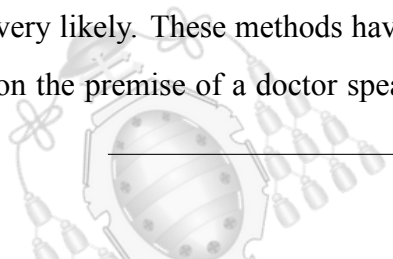 very likely. These methods hav
on the premise of a doctor spea